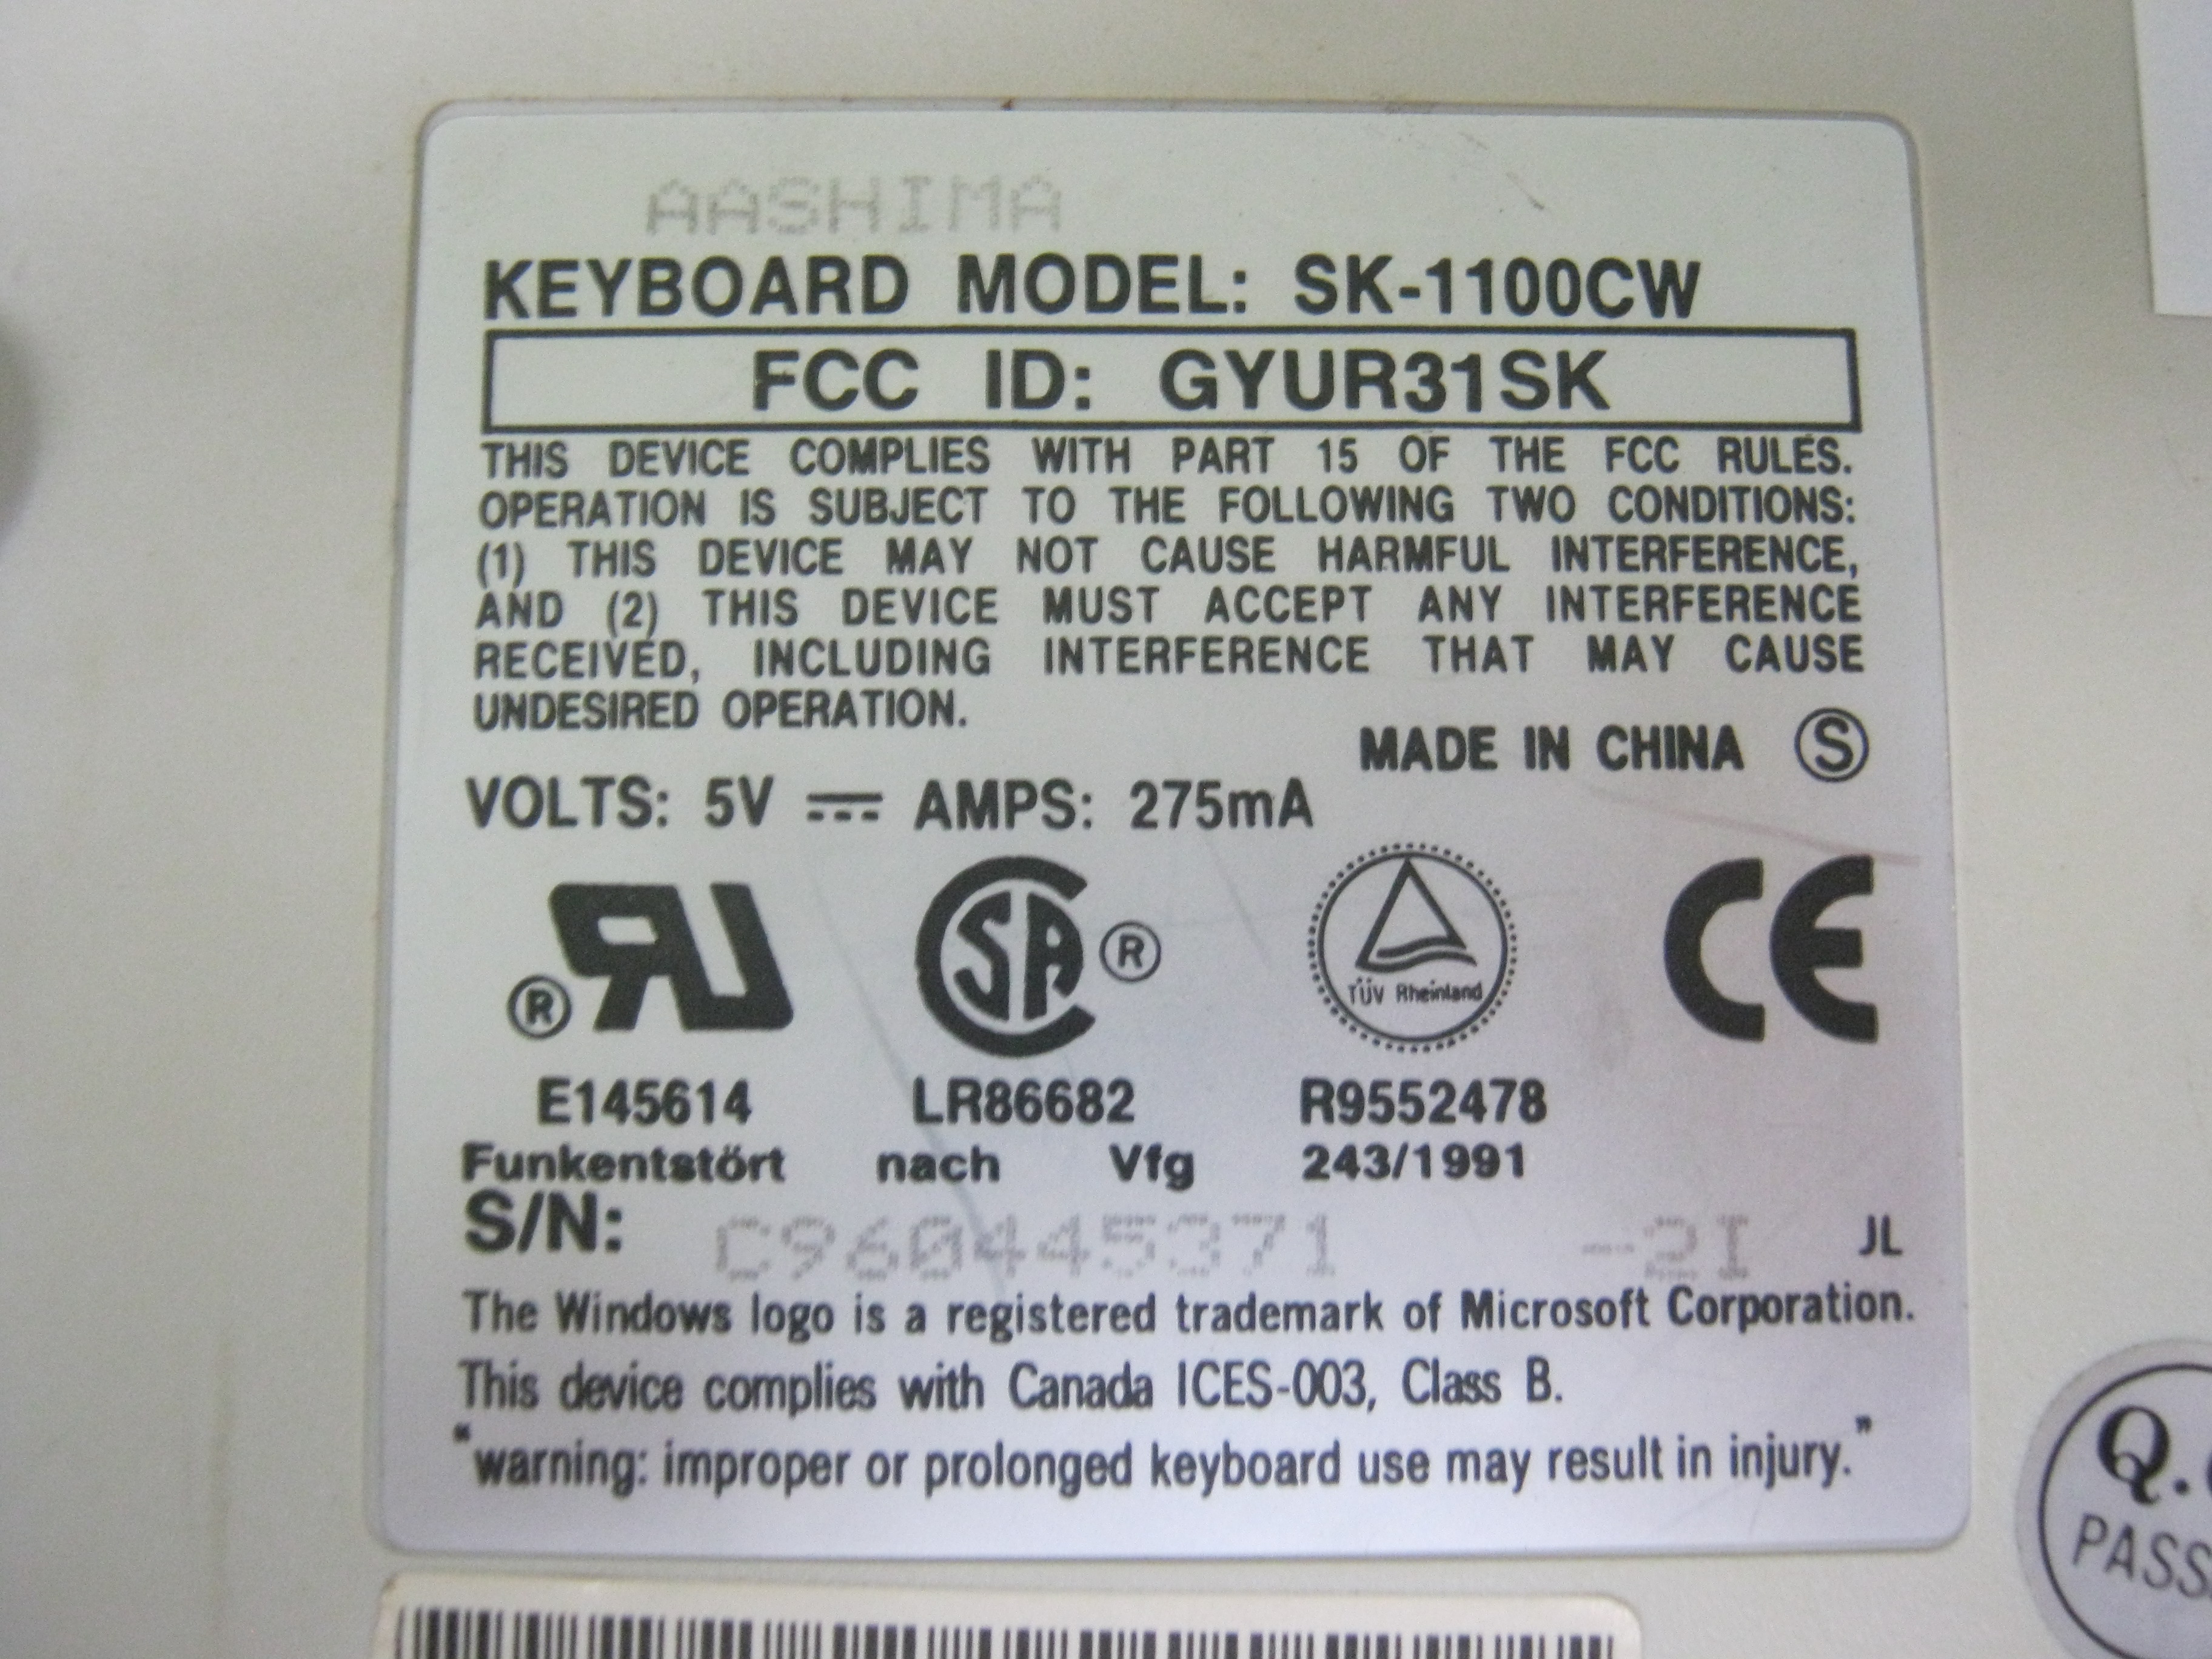 AASHIMA
KEYBOARD MODEL: SK-1100CW
FCC ID: GYUR31SK
THIS DEVICE COMPLIES WITH PART 15 OF THE FCC RULES.
OPERATION IS SUBJECT TO THE FOLLOWING TWO CONDITIONS:
(1) THIS DEVICE MAY NOT CAUSE HARMFUL INTERFERENCE,
AND (2) THIS DEVICE MUST ACCEPT ANY INTERFERENCE
RECEIVED, INCLUDING INTERFERENCE THAT MAY CAUSE
UNDESIRED OPERATION.
MADE IN CHINA Ⓢ
VOLTS: 5V ⎓ AMPS: 275mA
® RU SA ® TÜV Rheinland CE
E145614 LR86682 R9552478
Funkentstört nach Vfg 243/1991
S/N: C960445371 -2I JL
The Windows logo is a registered trademark of Microsoft Corporation.
This device complies with Canada ICES-003, Class B.
"warning: improper or prolonged keyboard use may result in injury."